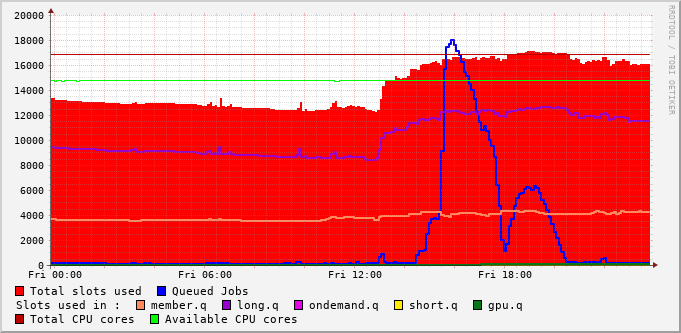 20000
18000
16000
14000
12000
10000
8000
6000
4000
2000
0
Fri 00:00 Fri 06:00 Fri 12:00 Fri 18:00
RRDTOOL / TOBI OETIKER
Total slots used Queued Jobs
Slots used in : member.q long.q ondemand.q short.q gpu.q
Total CPU cores Available CPU cores